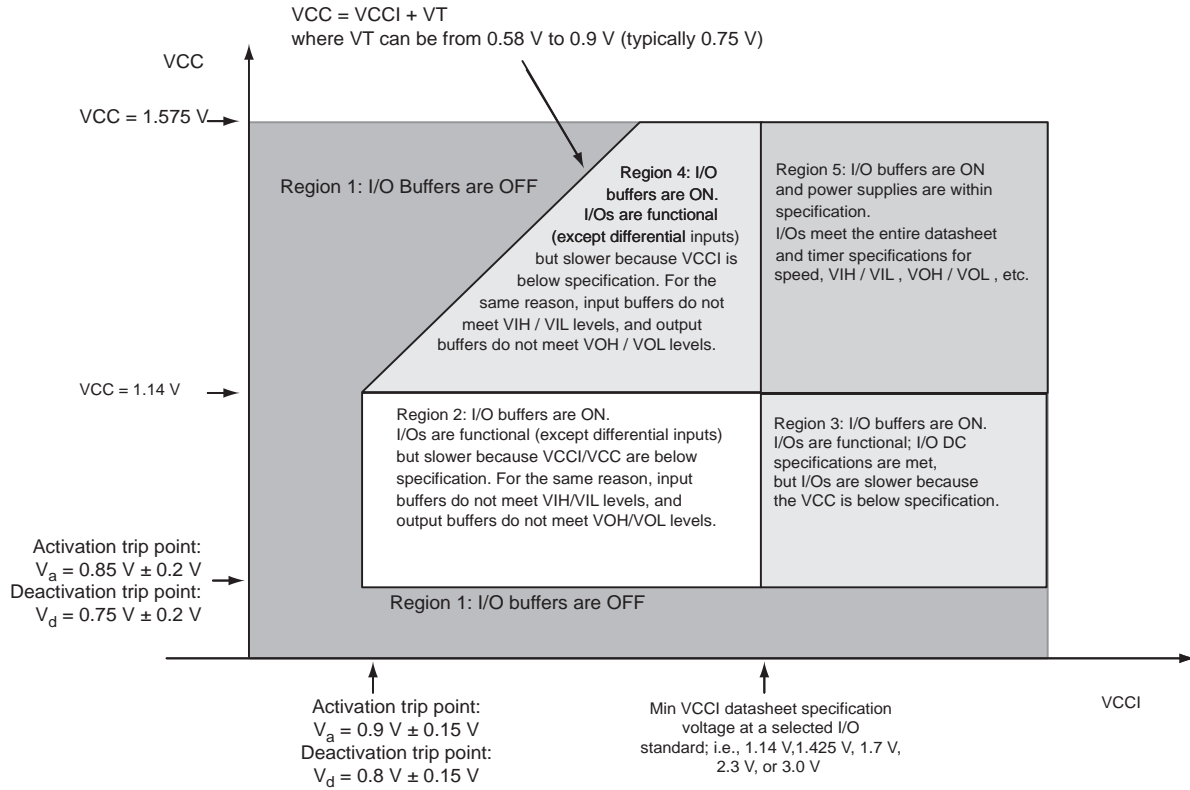 VCC = VCCI + VT
where VT can be from 0.58 V to 0.9 V (typically 0.75 V)
VCC
VCC = 1.575 V
Region 1: I/O Buffers are OFF
Region 4: I/O
buffers are ON.
I/Os are functional
(except differential inputs)
but slower because VCCI is
below specification. For the
same reason, input buffers do not
meet VIH / VIL levels, and output
buffers do not meet VOH / VOL levels.
Region 5: I/O buffers are ON
and power supplies are within
specification.
I/Os meet the entire datasheet
and timer specifications for
speed, VIH / VIL , VOH / VOL , etc.
VCC = 1.14 V
Region 2: I/O buffers are ON.
I/Os are functional (except differential inputs)
but slower because VCCI/VCC are below
specification. For the same reason, input
buffers do not meet VIH/VIL levels, and
output buffers do not meet VOH/VOL levels.
Region 3: I/O buffers are ON.
I/Os are functional; I/O DC
specifications are met,
but I/Os are slower because
the VCC is below specification.
Activation trip point:
Va = 0.85 V ± 0.2 V
Deactivation trip point:
Vd = 0.75 V ± 0.2 V
Region 1: I/O buffers are OFF
Activation trip point:
Va = 0.9 V ± 0.15 V
Deactivation trip point:
Vd = 0.8 V ± 0.15 V
Min VCCI datasheet specification
voltage at a selected I/O
standard; i.e., 1.14 V,1.425 V, 1.7 V,
2.3 V, or 3.0 V
VCCI